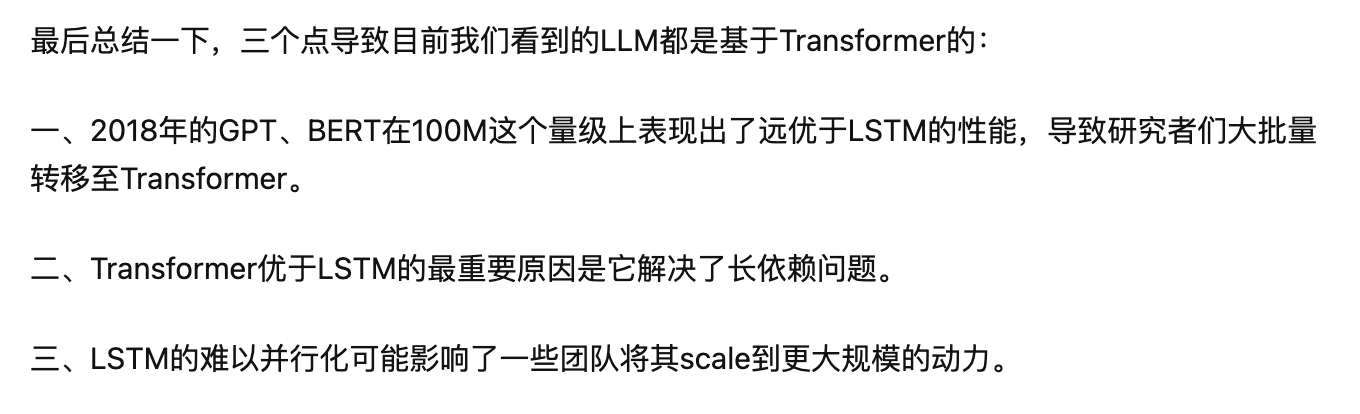 最后总结一下，三个点导致目前我们看到的LLM都是基于Transformer的：
一、2018年的GPT、BERT在100M这个量级上表现出了远优于LSTM的性能，导致研究者们大批量
转移至Transformer。
二、Transformer优于LSTM的最重要原因是它解决了长依赖问题。
三、LSTM的难以并行化可能影响了一些团队将其scale到更大规模的动力。